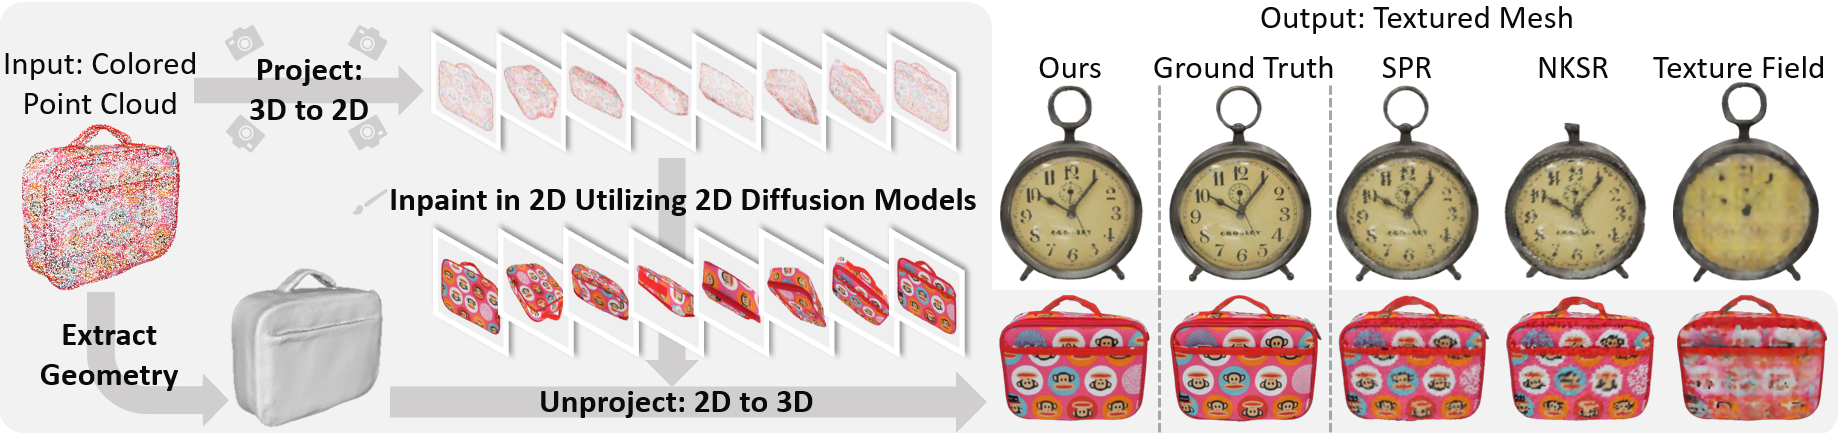 Input: Colored
Point Cloud
Project:
3D to 2D
Inpaint in 2D Utilizing 2D Diffusion Models
Extract
Geometry
Unproject: 2D to 3D
Output: Textured Mesh
Ours
Ground Truth
SPR
NKSR
Texture Field